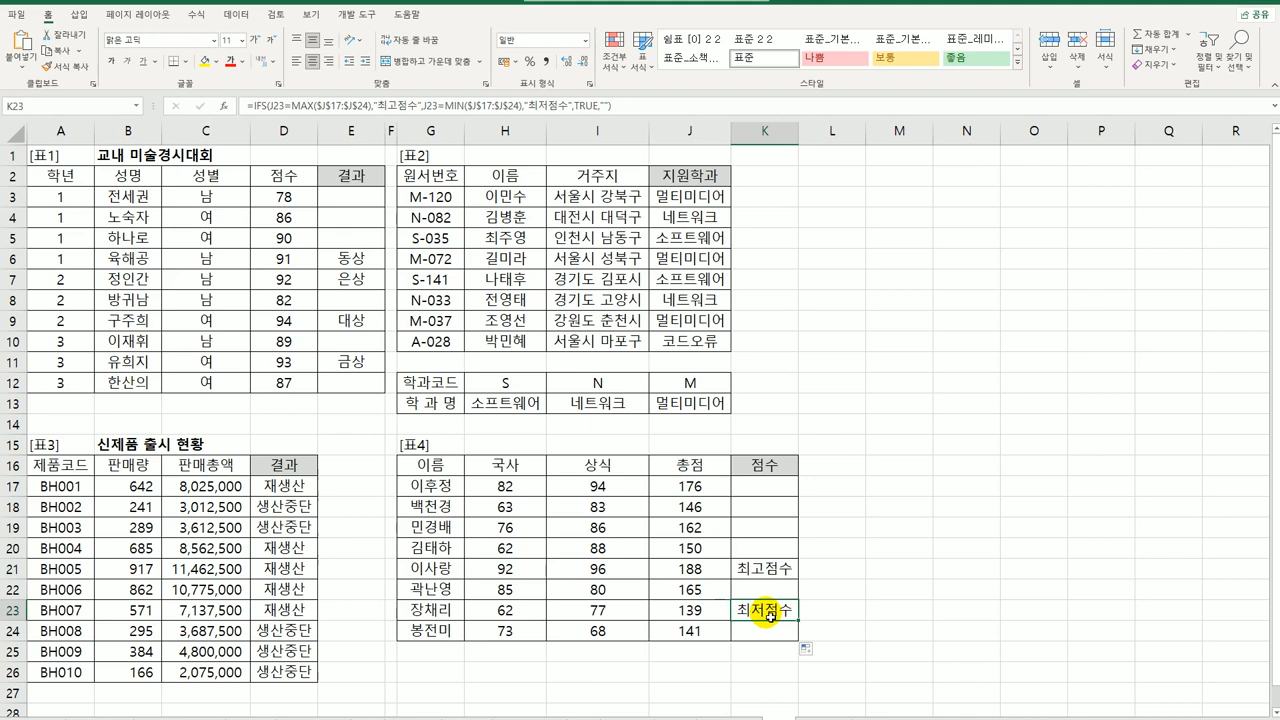 파일 홈 삽입 페이지 레이아웃 수식 데이터 검토 보기 개발 도구 도움말 공유
붙여넣기 잘라내기 복사 서식 복사 맑은 고딕 11 가 가 자동 줄 바꿈 일반 조건부 서식 표 서식 쉼표 [0] 2 2 표준 2 2 표준_기본... 표준_기본... 표준_레미... 삽입 삭제 서식 자동 합계 채우기 지우기 정렬 및 필터 찾기 및 선택
가 가 내천 병합하고 가운데 맞춤 % 표준_소책... 표준 나쁨 보통 좋음
클립보드 글꼴 맞춤 표시 형식 스타일 셀 편집
K23 fx =IFS(J23=MAX($J$17:$J$24),"최고점수",J23=MIN($J$17:$J$24),"최저점수",TRUE,"")
A B C D E F G H I J K L M N O P Q R
1 [표1] 교내 미술경시대회 [표2]
2 학년 성명 성별 점수 결과 원서번호 이름 거주지 지원학과
3 1 전세권 남 78 M-120 이민수 서울시 강북구 멀티미디어
4 1 노숙자 여 86 N-082 김병훈 대전시 대덕구 네트워크
5 1 하나로 여 90 S-035 최주영 인천시 남동구 소프트웨어
6 1 육해공 남 91 동상 M-072 길미라 서울시 성북구 멀티미디어
7 2 정인간 남 92 은상 S-141 나태후 경기도 김포시 소프트웨어
8 2 방귀남 남 82 N-033 전영태 경기도 고양시 네트워크
9 2 구주희 여 94 대상 M-037 조영선 강원도 춘천시 멀티미디어
10 3 이재휘 남 89 A-028 박민혜 서울시 마포구 코드오류
11 3 유희지 여 93 금상
12 3 한산의 여 87 학과코드 S N M
13 학 과 명 소프트웨어 네트워크 멀티미디어
14
15 [표3] 신제품 출시 현황 [표4]
16 제품코드 판매량 판매총액 결과 이름 국사 상식 총점 점수
17 BH001 642 8,025,000 재생산 이후정 82 94 176
18 BH002 241 3,012,500 생산중단 백천경 63 83 146
19 BH003 289 3,612,500 생산중단 민경배 76 86 162
20 BH004 685 8,562,500 재생산 김태하 62 88 150
21 BH005 917 11,462,500 재생산 이사랑 92 96 188 최고점수
22 BH006 862 10,775,000 재생산 곽난영 85 80 165
23 BH007 571 7,137,500 재생산 장채리 62 77 139 최저점수
24 BH008 295 3,687,500 생산중단 봉전미 73 68 141
25 BH009 384 4,800,000 생산중단
26 BH010 166 2,075,000 생산중단
27
28